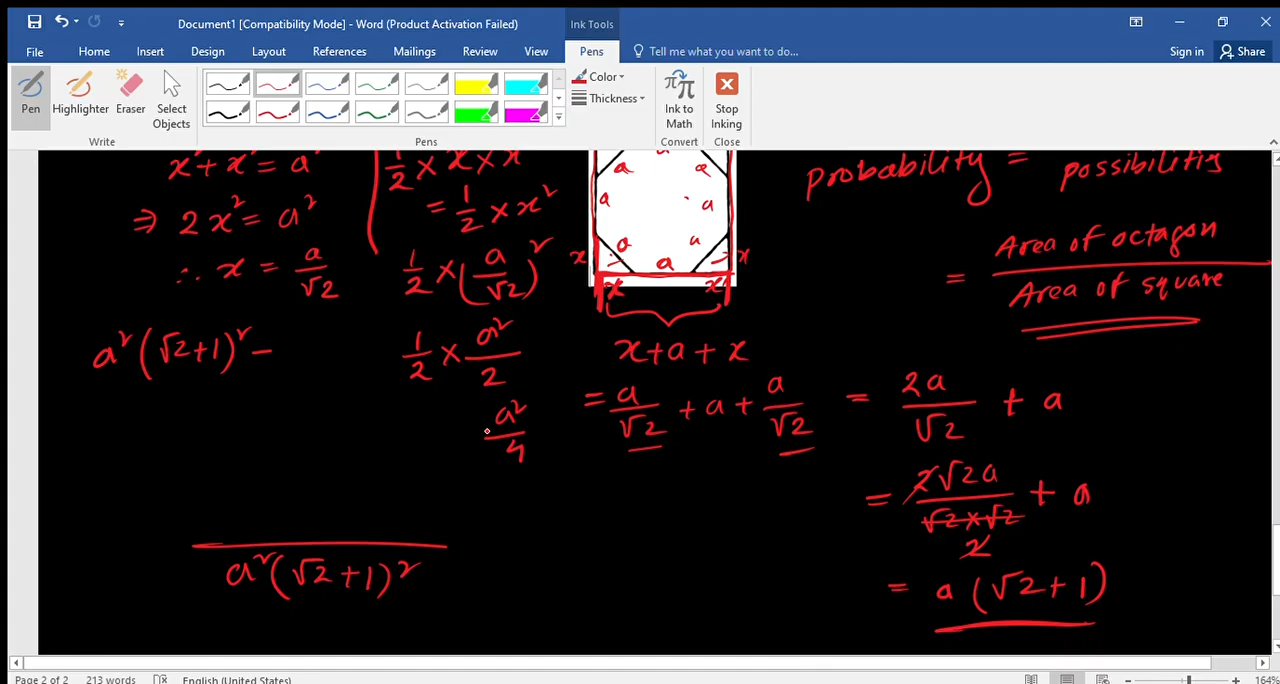 Document1 [Compatibility Mode] - Word (Product Activation Failed)
Ink Tools
File Home Insert Design Layout References Mailings Review View Pens Tell me what you want to do... Sign in Share
Pen Highlighter Eraser Select Objects
Color
Thickness
Ink to Math
Stop Inking
Write Pens Convert Close
x² + x² = a²
⇒ 2x² = a²
∴ x = a/√2
1/2 × x × x
= 1/2 × x²
1/2 × (a/√2)²
1/2 × a²/2
a²/4
a²(√2+1)² −
a²(√2+1)²
a a a
a a
a a a
x x
x x
x + a + x
= a/√2 + a + a/√2 = 2a/√2 + a
= 2√2a/√2×√2 + a
2
= a(√2+1)
probability = possibilities
= Area of octagon
Area of square
Page 2 of 2 213 words English (United States) 164%